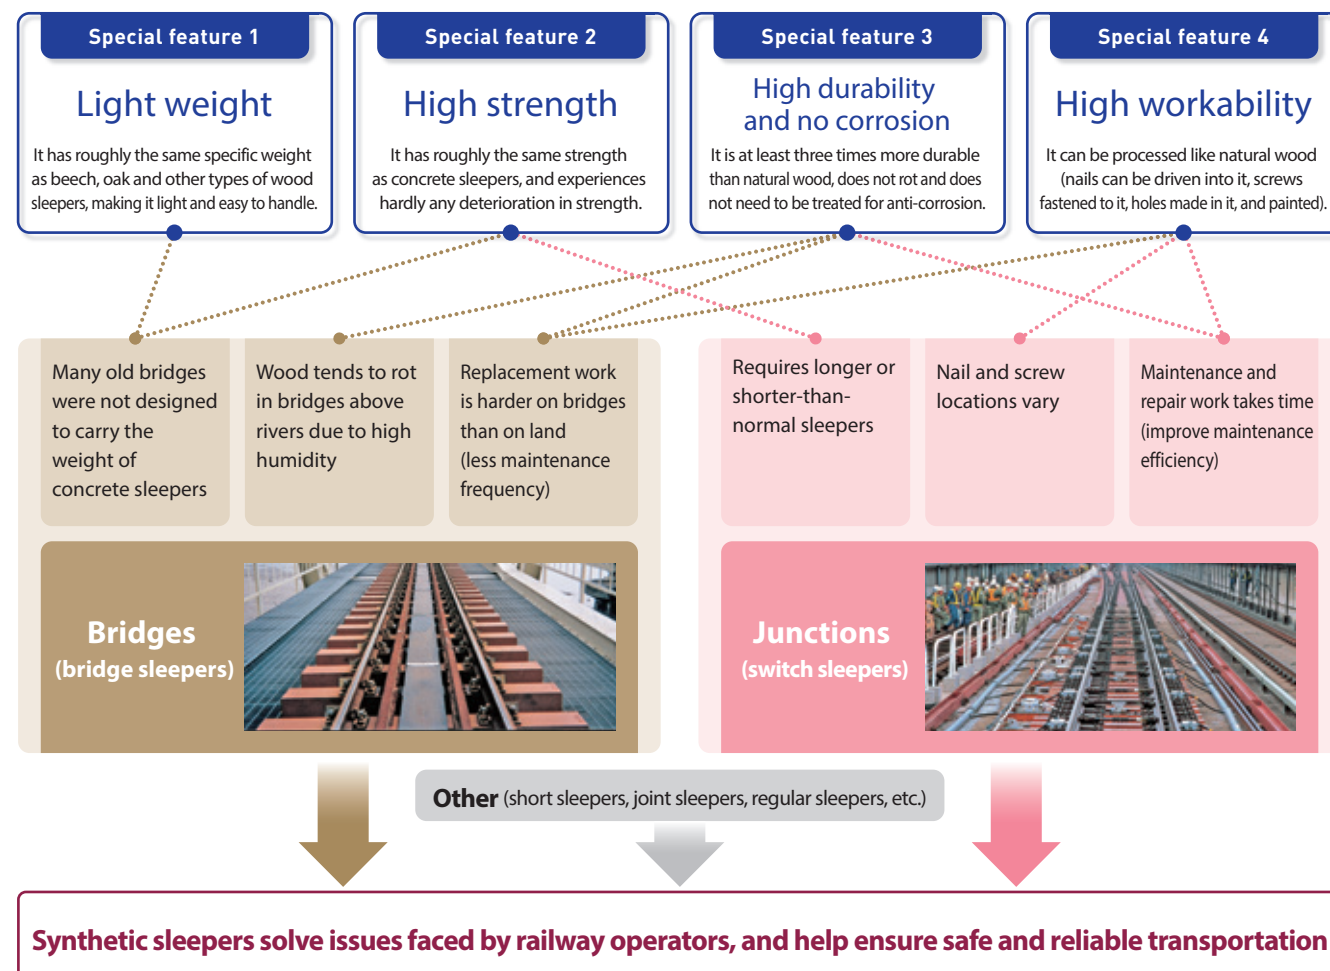 Special feature 1
Light weight
It has roughly the same specific weight
as beech, oak and other types of wood
sleepers, making it light and easy to handle.
Special feature 2
High strength
It has roughly the same strength
as concrete sleepers, and experiences
hardly any deterioration in strength.
Special feature 3
High durability
and no corrosion
It is at least three times more durable
than natural wood, does not rot and does
not need to be treated for anti-corrosion.
Special feature 4
High workability
It can be processed like natural wood
(nails can be driven into it, screws
fastened to it, holes made in it, and painted).
Many old bridges
were not designed
to carry the
weight of
concrete sleepers
Wood tends to rot
in bridges above
rivers due to high
humidity
Replacement work
is harder on bridges
than on land
(less maintenance
frequency)
Requires longer or
shorter-than-
normal sleepers
Nail and screw
locations vary
Maintenance and
repair work takes time
(improve maintenance
efficiency)
Bridges
(bridge sleepers)
Junctions
(switch sleepers)
Other (short sleepers, joint sleepers, regular sleepers, etc.)
Synthetic sleepers solve issues faced by railway operators, and help ensure safe and reliable transportation